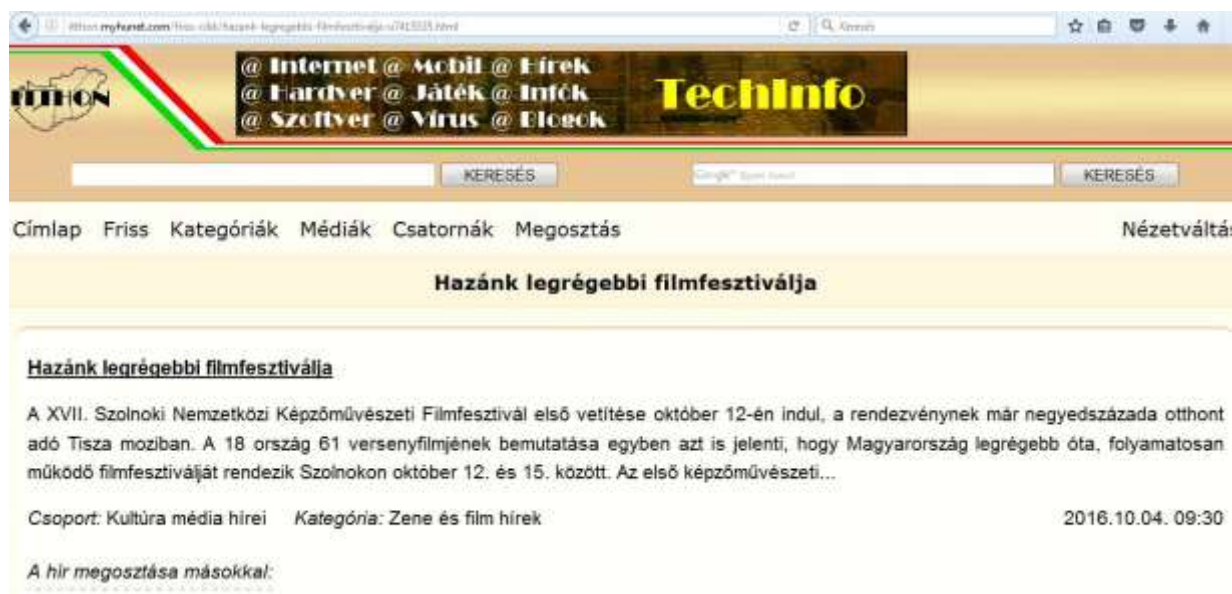 myhunet.com
ITTHON
@ Internet @ Mobil @ Hírek
@ Hardver @ Játék @ Infók
@ Szoftver @ Vírus @ Blogok
TechInfo
KERESÉS
KERESÉS
Címlap Friss Kategóriák Médiák Csatornák Megosztás Nézetváltás
Hazánk legrégebbi filmfesztiválja
Hazánk legrégebbi filmfesztiválja
A XVII. Szolnoki Nemzetközi Képzőművészeti Filmfesztivál első vetítése október 12-én indul, a rendezvénynek már negyedszázada otthont
adó Tisza moziban. A 18 ország 61 versenyfilmjének bemutatása egyben azt is jelenti, hogy Magyarország legrégebb óta, folyamatosan
működő filmfesztiválját rendezik Szolnokon október 12. és 15. között. Az első képzőművészeti...
Csoport: Kultúra média hírei Kategória: Zene és film hírek 2016.10.04. 09:30
A hír megosztása másokkal: